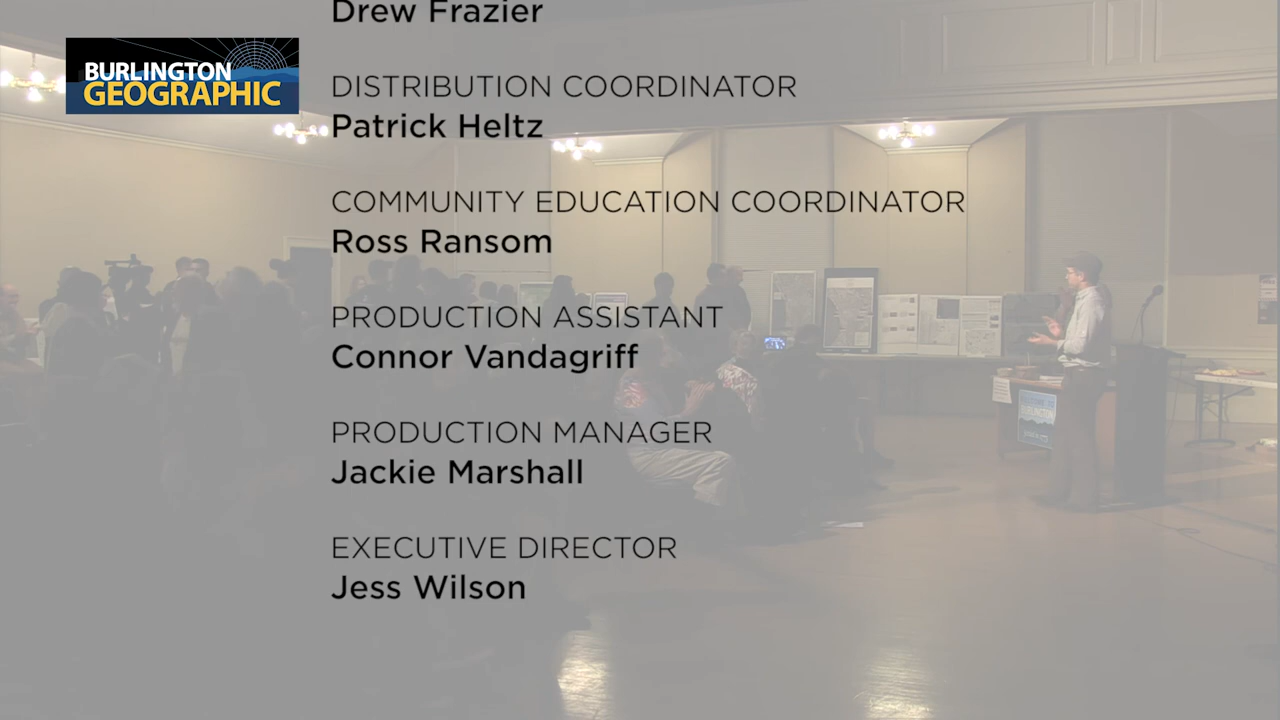 Drew Frazier
BURLINGTON
GEOGRAPHIC
DISTRIBUTION COORDINATOR
Patrick Heltz
COMMUNITY EDUCATION COORDINATOR
Ross Ransom
PRODUCTION ASSISTANT
Connor Vandagriff
PRODUCTION MANAGER
Jackie Marshall
EXECUTIVE DIRECTOR
Jess Wilson
BURLINGTON